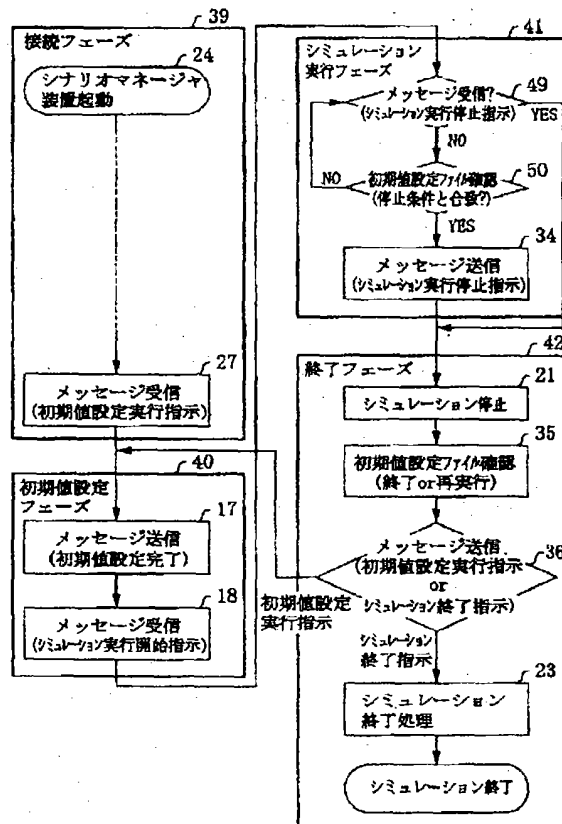 39
接続フェーズ
24
シナリオマネージャ
装置起動
27
メッセージ受信
(初期値設定実行指示)
40
初期値設定
フェーズ
17
メッセージ送信
(初期値設定完了)
18
メッセージ受信
(シミュレーション実行開始指示)
41
シミュレーション
実行フェーズ
49
メッセージ受信?
(シミュレーション実行停止指示)
YES
NO
50
初期値設定ファイル確認
(停止条件と合致?)
NO
YES
34
メッセージ送信
(シミュレーション実行停止指示)
42
終了フェーズ
21
シミュレーション停止
35
初期値設定ファイル確認
(終了or再実行)
36
メッセージ送信
(初期値設定実行指示
or
シミュレーション終了指示)
初期値設定
実行指示
シミュレーション
終了指示
23
シミュレーション
終了処理
シミュレーション終了